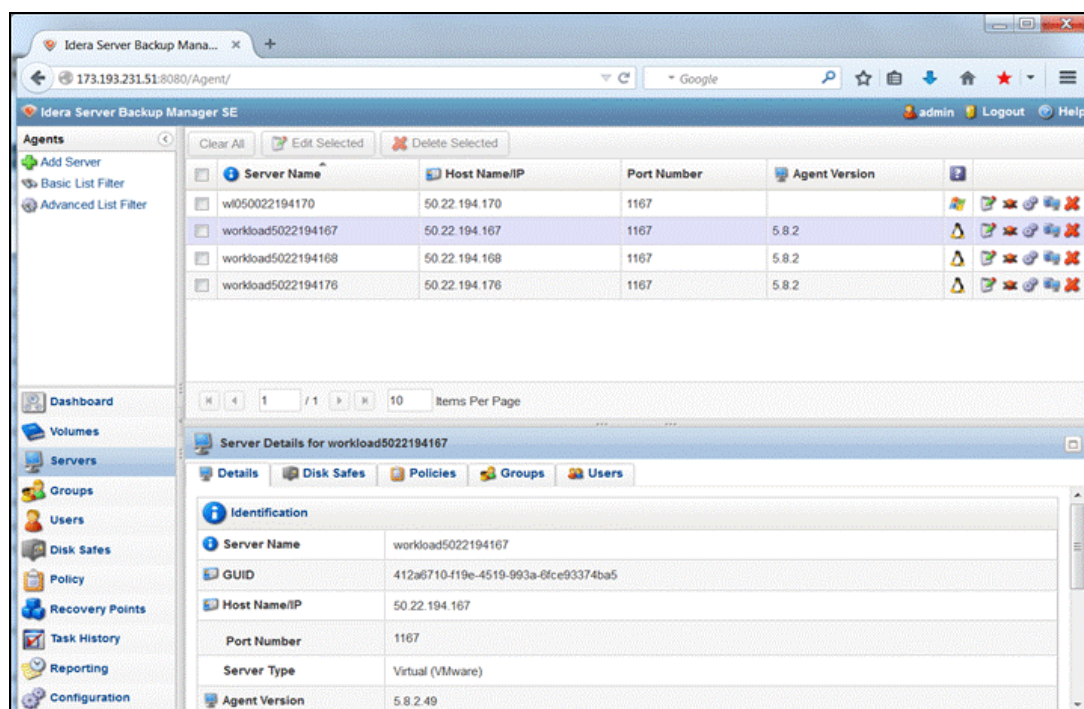 Idera Server Backup Mana...
173.193.231.51:8080/Agent/
Google
Idera Server Backup Manager SE
admin Logout Help
Agents
Add Server
Basic List Filter
Advanced List Filter
Clear All Edit Selected Delete Selected
Server Name Host Name/IP Port Number Agent Version
wl050022194170 50.22.194.170 1167
workload5022194167 50.22.194.167 1167 5.8.2
workload5022194168 50.22.194.168 1167 5.8.2
workload5022194176 50.22.194.176 1167 5.8.2
1 / 1 10 Items Per Page
Dashboard
Volumes
Servers
Groups
Users
Disk Safes
Policy
Recovery Points
Task History
Reporting
Configuration
Server Details for workload5022194167
Details Disk Safes Policies Groups Users
Identification
Server Name workload5022194167
GUID 412a6710-f19e-4519-993a-6fce93374ba5
Host Name/IP 50.22.194.167
Port Number 1167
Server Type Virtual (VMware)
Agent Version 5.8.2.49